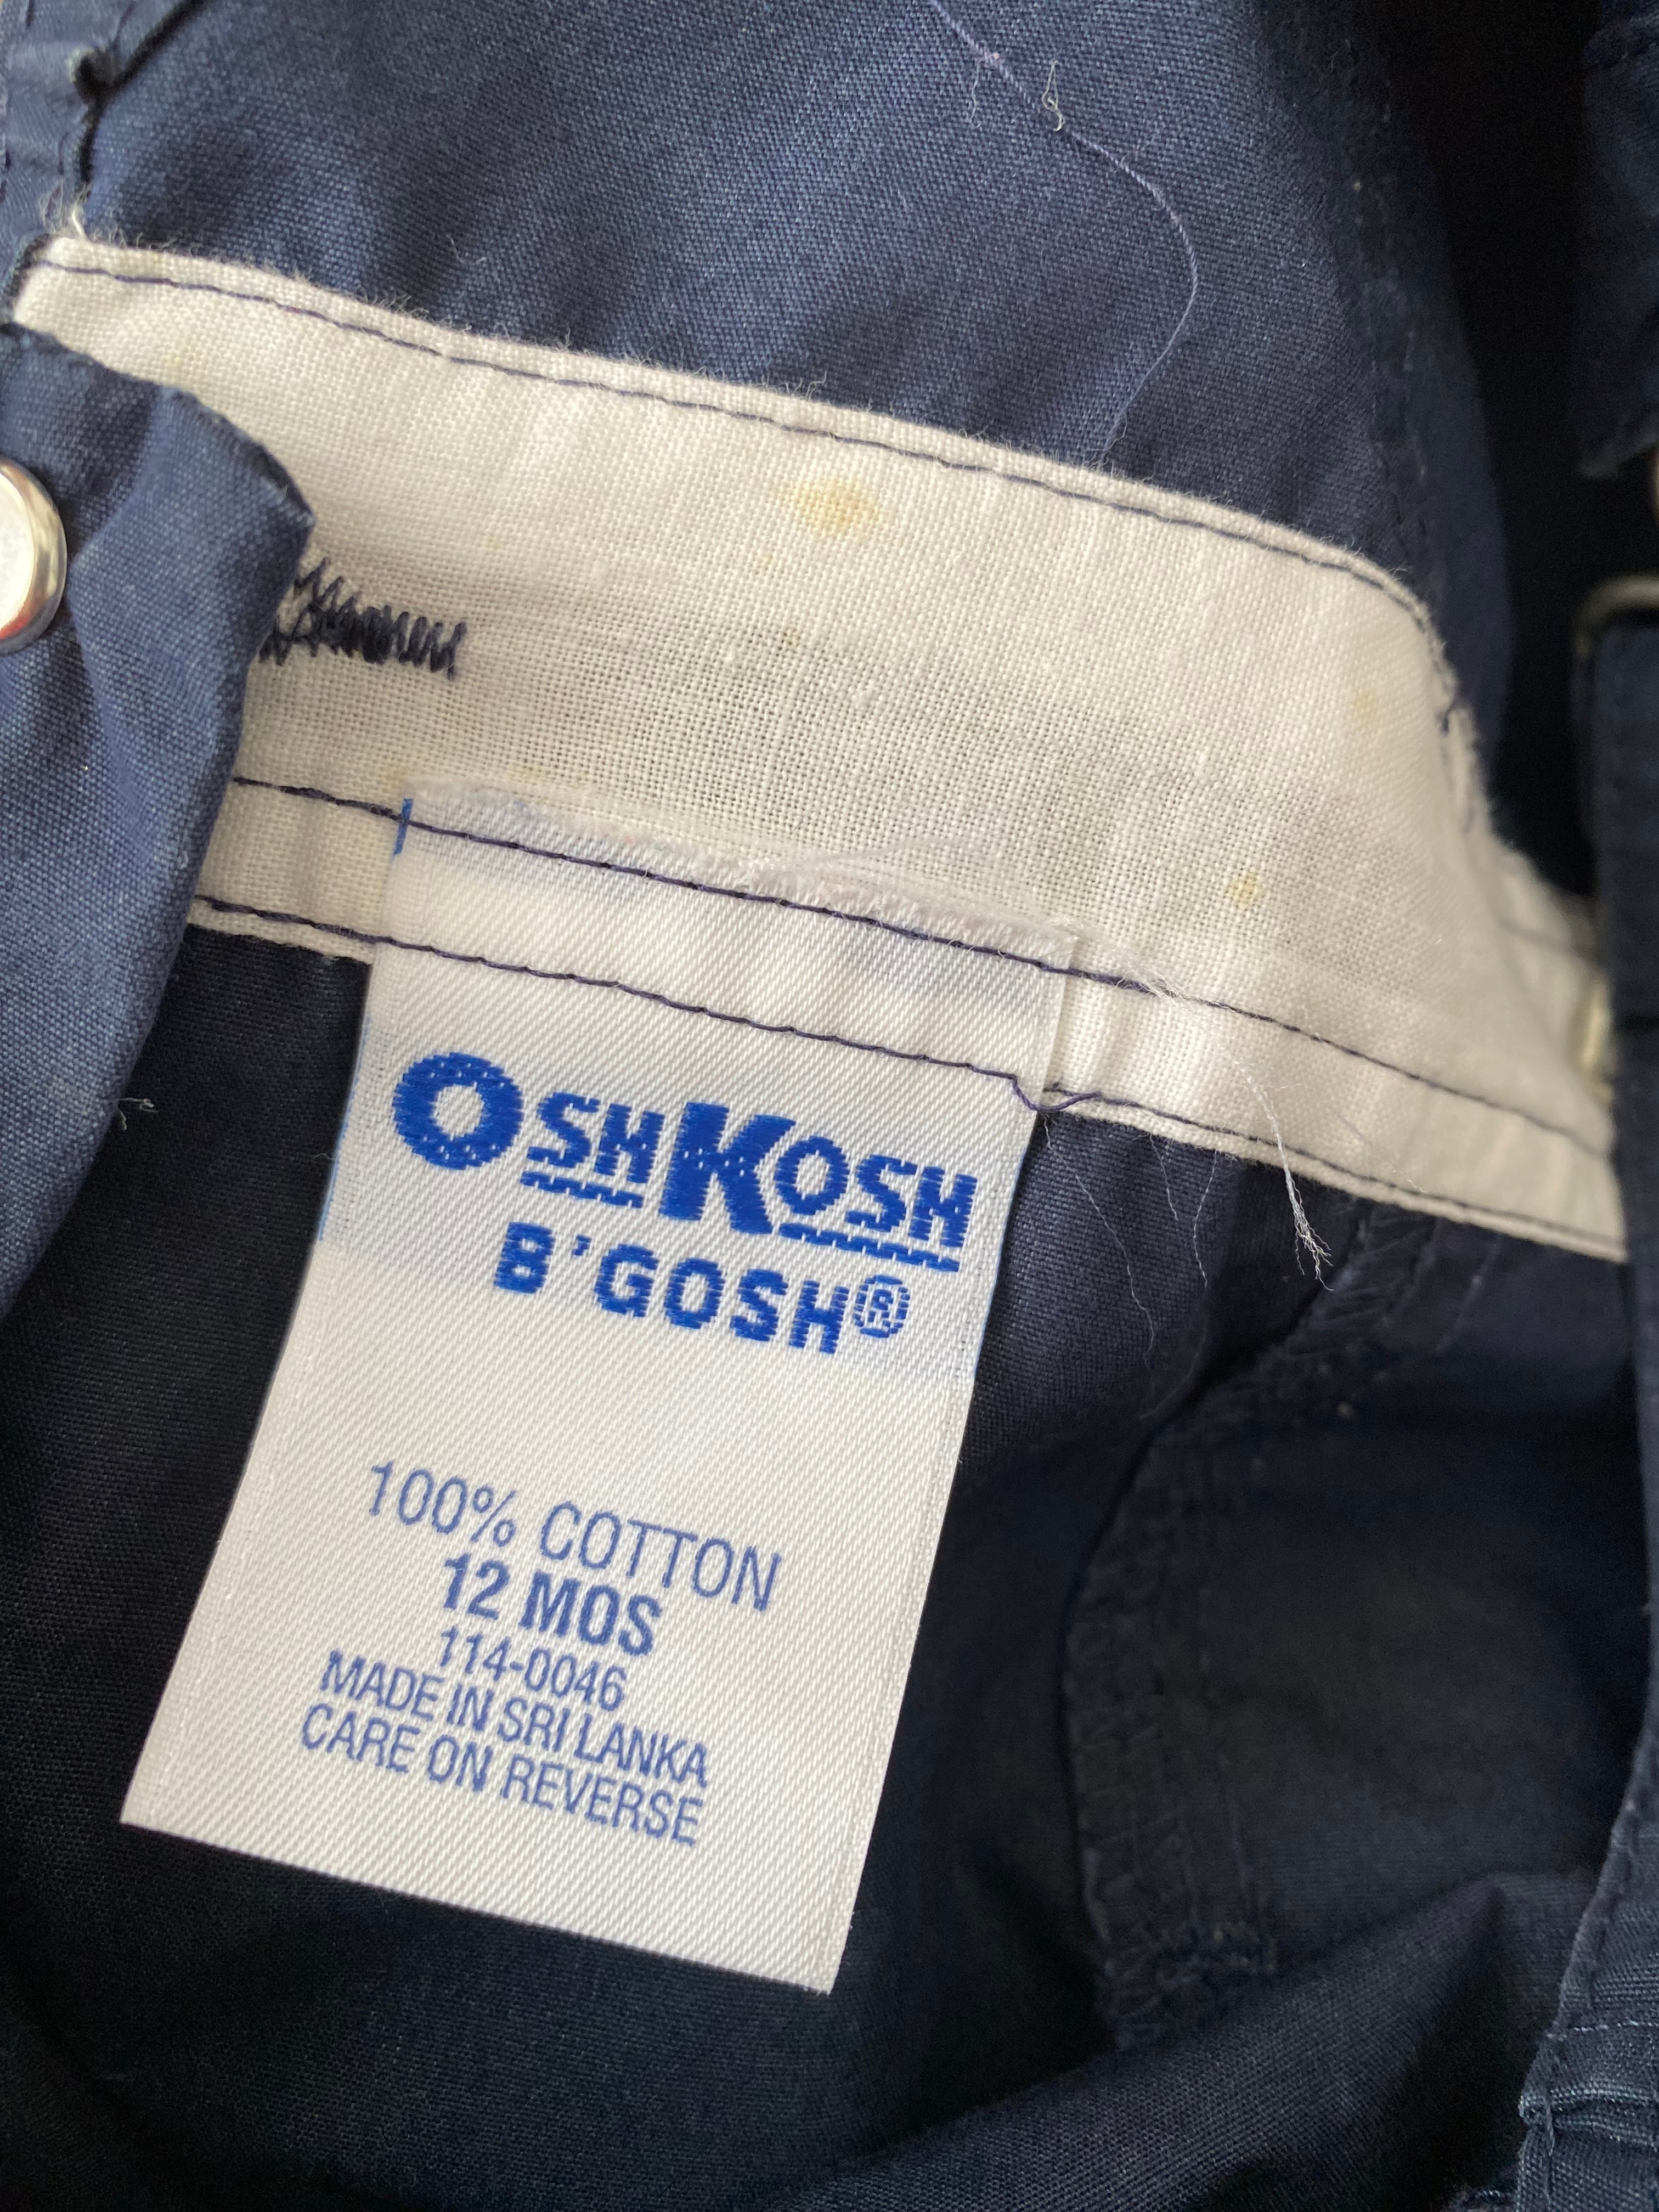 OSHKOSH
B'GOSH®
100% COTTON
12 MOS
114-0046
MADE IN SRI LANKA
CARE ON REVERSE